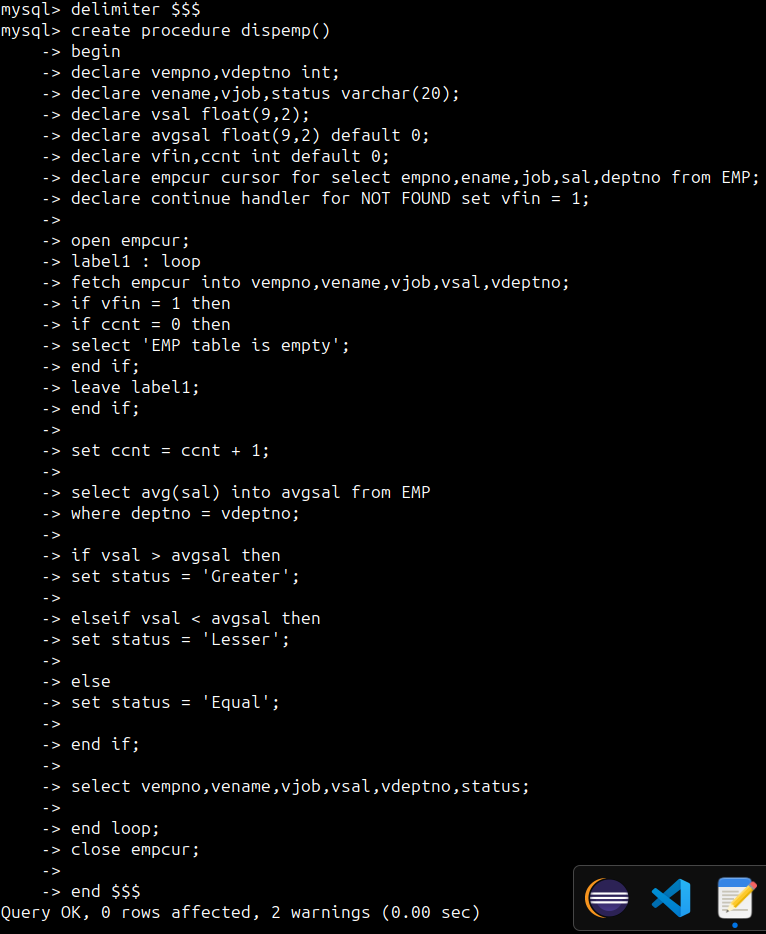 mysql> delimiter $$$
mysql> create procedure dispemp()
    -> begin
    -> declare vempno,vdeptno int;
    -> declare vename,vjob,status varchar(20);
    -> declare vsal float(9,2);
    -> declare avgsal float(9,2) default 0;
    -> declare vfin,ccnt int default 0;
    -> declare empcur cursor for select empno,ename,job,sal,deptno from EMP;
    -> declare continue handler for NOT FOUND set vfin = 1;
    ->
    -> open empcur;
    -> label1 : loop
    -> fetch empcur into vempno,vename,vjob,vsal,vdeptno;
    -> if vfin = 1 then
    -> if ccnt = 0 then
    -> select 'EMP table is empty';
    -> end if;
    -> leave label1;
    -> end if;
    ->
    -> set ccnt = ccnt + 1;
    ->
    -> select avg(sal) into avgsal from EMP
    -> where deptno = vdeptno;
    ->
    -> if vsal > avgsal then
    -> set status = 'Greater';
    ->
    -> elseif vsal < avgsal then
    -> set status = 'Lesser';
    ->
    -> else
    -> set status = 'Equal';
    ->
    -> end if;
    ->
    -> select vempno,vename,vjob,vsal,vdeptno,status;
    ->
    -> end loop;
    -> close empcur;
    ->
    -> end $$$
Query OK, 0 rows affected, 2 warnings (0.00 sec)